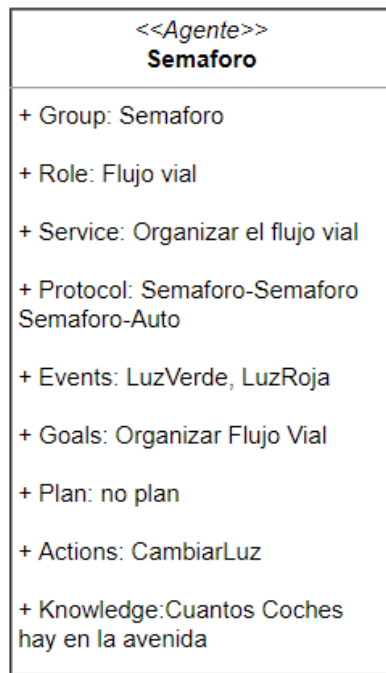 <<Agente>>
Semaforo
+ Group: Semaforo
+ Role: Flujo vial
+ Service: Organizar el flujo vial
+ Protocol: Semaforo-Semaforo
Semaforo-Auto
+ Events: LuzVerde, LuzRoja
+ Goals: Organizar Flujo Vial
+ Plan: no plan
+ Actions: CambiarLuz
+ Knowledge:Cuantos Coches
hay en la avenida